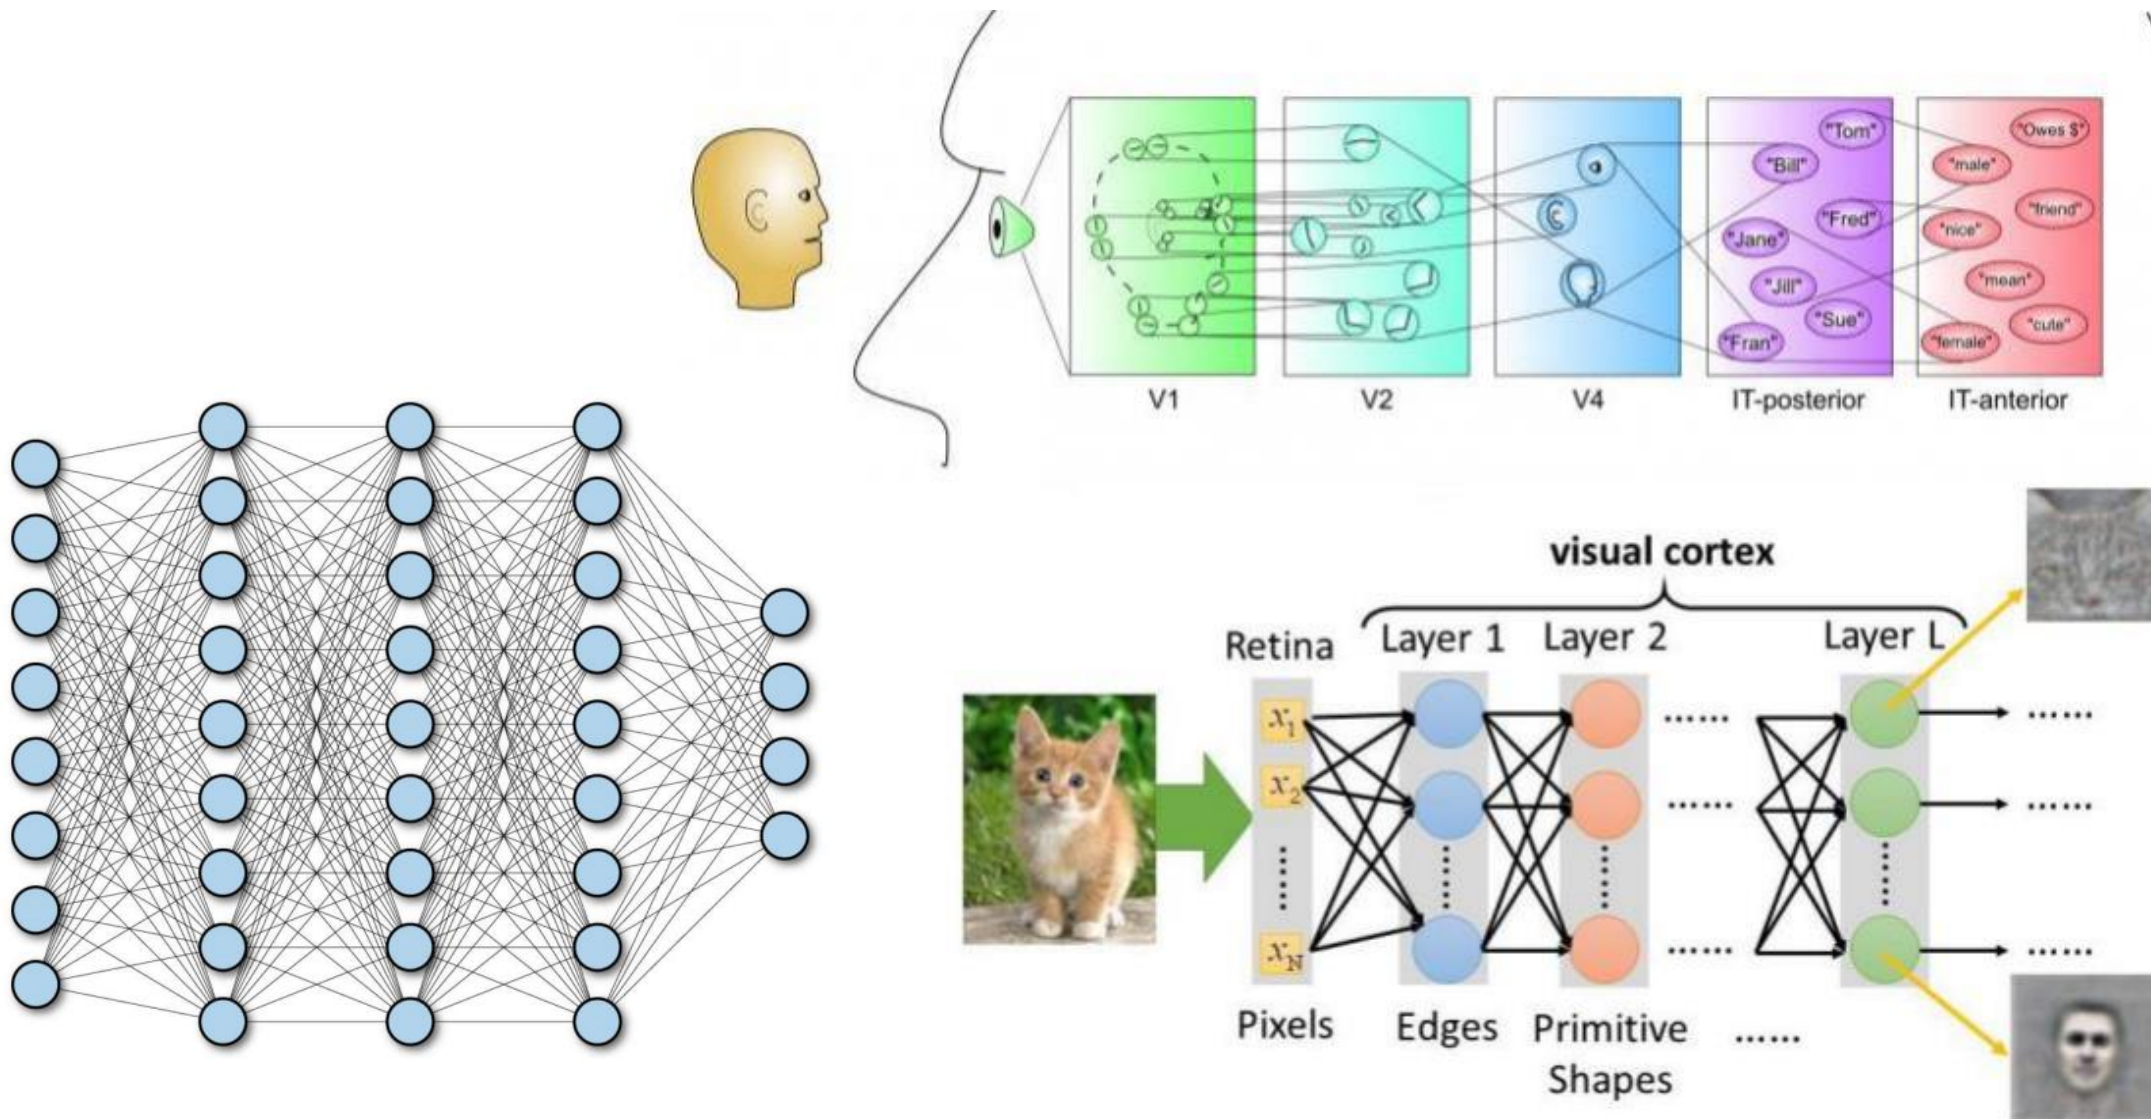 "Tom"
"Bill"
"Fred"
"Jane"
"Jill"
"Sue"
"Fran"
"Owes $"
"male"
"friend"
"nice"
"mean"
"cute"
"female"
V1 V2 V4 IT-posterior IT-anterior
visual cortex
Retina Layer 1 Layer 2 Layer L
x1 ...... ......
x2 ...... ......
xN ...... ......
Pixels Edges Primitive ......
Shapes